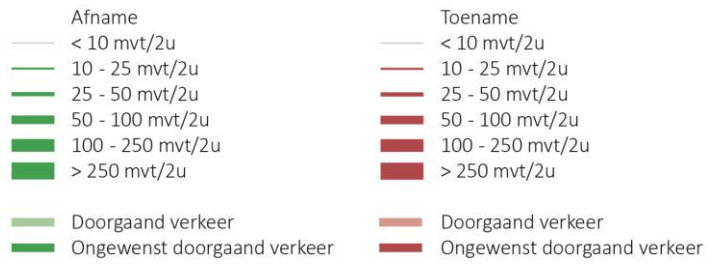 Afname
< 10 mvt/2u
10 - 25 mvt/2u
25 - 50 mvt/2u
50 - 100 mvt/2u
100 - 250 mvt/2u
> 250 mvt/2u
Doorgaand verkeer
Ongewenst doorgaand verkeer
Toename
< 10 mvt/2u
10 - 25 mvt/2u
25 - 50 mvt/2u
50 - 100 mvt/2u
100 - 250 mvt/2u
> 250 mvt/2u
Doorgaand verkeer
Ongewenst doorgaand verkeer